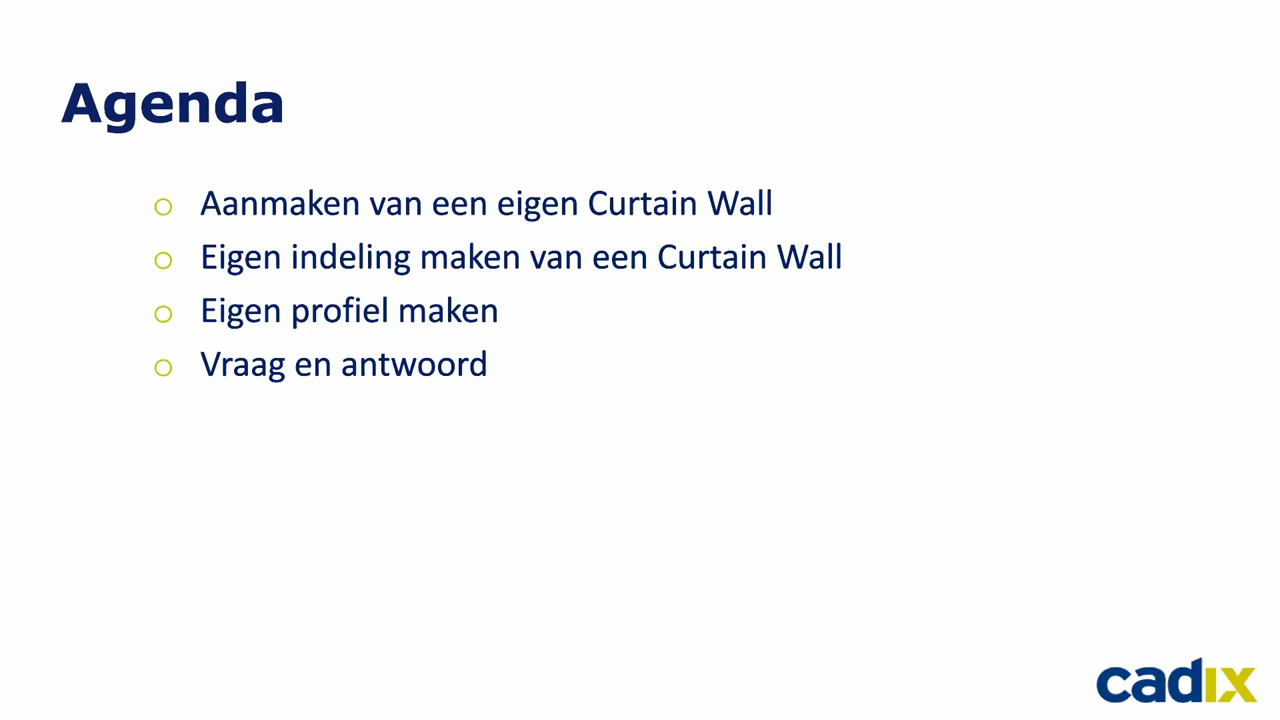 Agenda
Aanmaken van een eigen Curtain Wall
Eigen indeling maken van een Curtain Wall
Eigen profiel maken
Vraag en antwoord
cadix